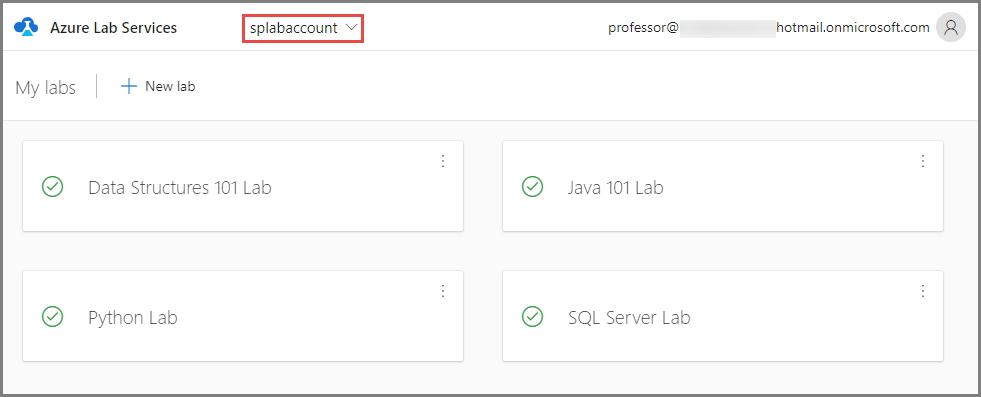 Azure Lab Services
splabaccount
professor@
hotmail.onmicrosoft.com
My labs
New lab
Data Structures 101 Lab
Java 101 Lab
Python Lab
SQL Server Lab